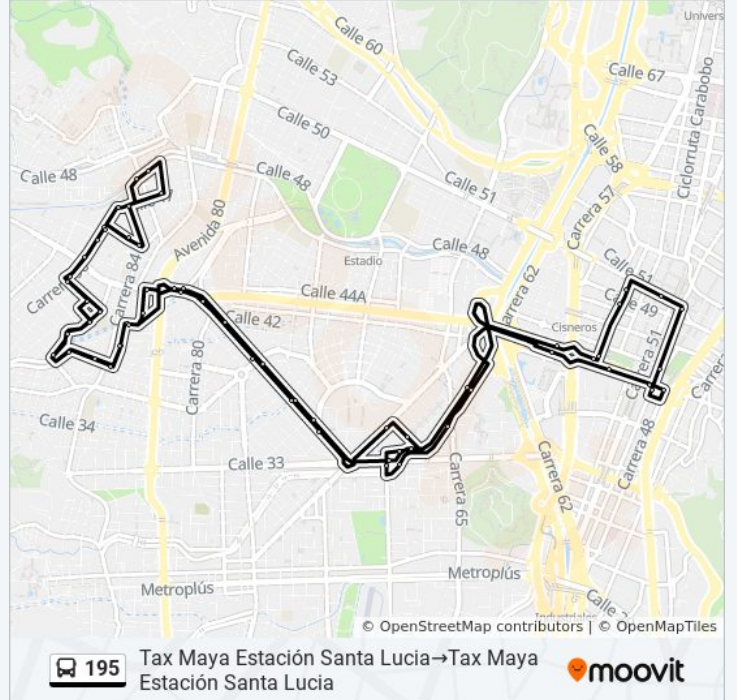 Univers
Calle 60
Calle 67
Calle 53
Ciclorruta Carabobo
Calle 50
Calle 58
Calle 48
Calle 48
Calle 51
Carrera 57
Avenida 80
Calle 48
Estadio
Carrera 84
Carrera 62
Calle 51
Calle 49
Calle 44A
Calle 42
Cisneros
Carrera 51
Carrera 80
Calle 34
Calle 33
Carrera 48
Carrera 65
Carrera 62
Metroplús
Metroplús
Industriales
Calle
© OpenStreetMap contributors | © OpenMapTiles
195
Tax Maya Estación Santa Lucia→Tax Maya
Estación Santa Lucia
moovit